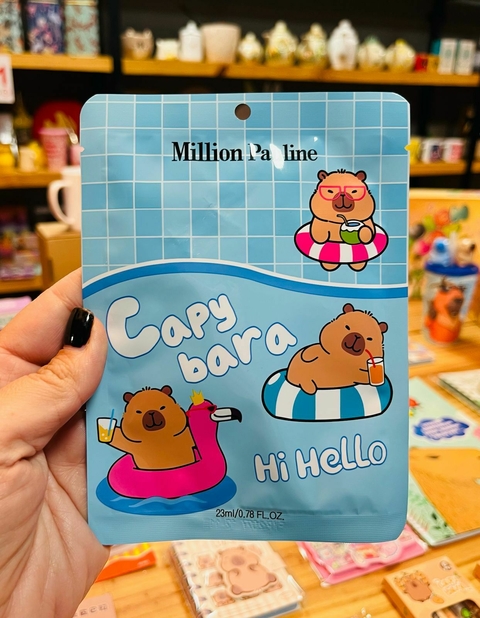 Million Pauline
Capy
bara
Hi Hello
23ml/0.78 FL.OZ.